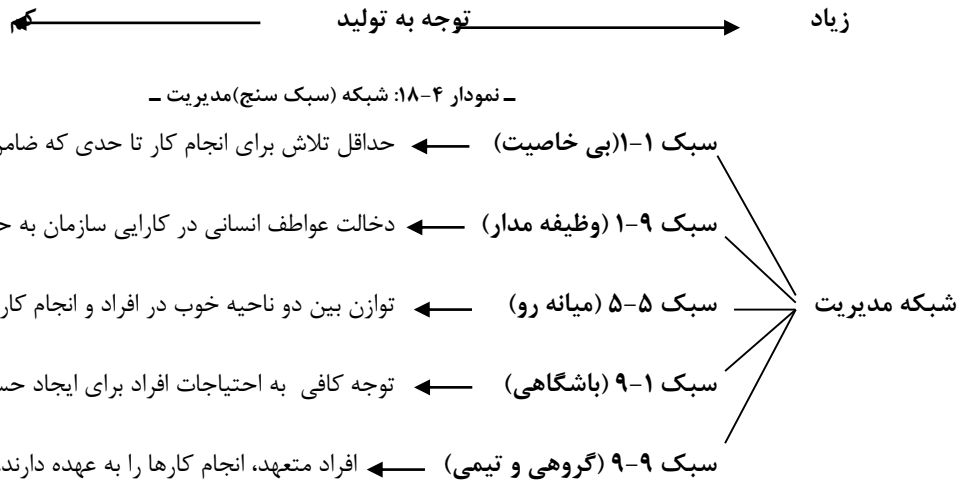 زیاد توجه به تولید کم
ــ نمودار ۴-۱۸: شبکه (سبک سنج)مدیریت ــ
سبک ۱-۱(بی خاصیت) حداقل تلاش برای انجام کار تا حدی که
سبک ۹-۱ (وظیفه مدار) دخالت عواطف انسانی در کارایی سازمان به
شبکه مدیریت سبک ۵-۵ (میانه رو) توازن بین دو ناحیه خوب در افراد و انجام کار
سبک ۱-۹ (باشگاهی) توجه کافی به احتیاجات افراد برای ایجاد
سبک ۹-۹ (گروهی و تیمی) افراد متعهد، انجام کارها را به عهده دارند